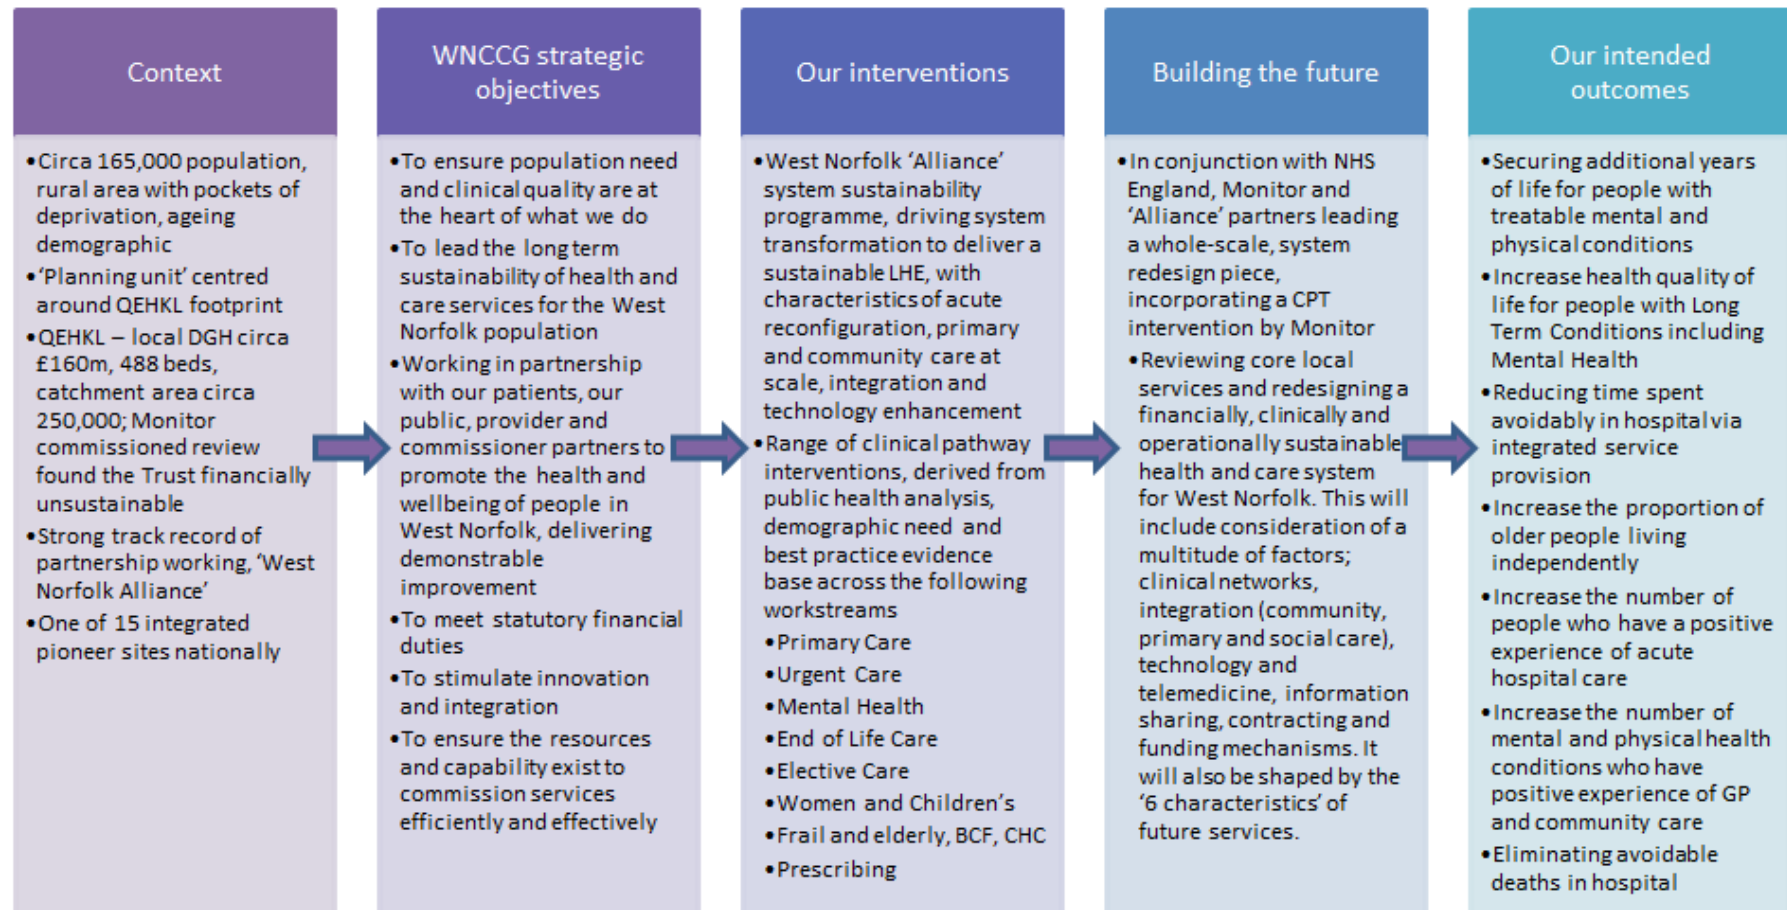 Context
•Circa 165,000 population,
rural area with pockets of
deprivation, ageing
demographic
•‘Planning unit’ centred
around QEHKL footprint
•QEHKL – local DGH circa
£160m, 488 beds,
catchment area circa
250,000; Monitor
commissioned review
found the Trust financially
unsustainable
•Strong track record of
partnership working, ‘West
Norfolk Alliance’
•One of 15 integrated
pioneer sites nationally
WNCCG strategic
objectives
•To ensure population need
and clinical quality are at
the heart of what we do
•To lead the long term
sustainability of health and
care services for the West
Norfolk population
•Working in partnership
with our patients, our
public, provider and
commissioner partners to
promote the health and
wellbeing of people in
West Norfolk, delivering
demonstrable
improvement
•To meet statutory financial
duties
•To stimulate innovation
and integration
•To ensure the resources
and capability exist to
commission services
efficiently and effectively
Our interventions
•West Norfolk ‘Alliance’
system sustainability
programme, driving system
transformation to deliver a
sustainable LHE, with
characteristics of acute
reconfiguration, primary
and community care at
scale, integration and
technology enhancement
•Range of clinical pathway
interventions, derived from
public health analysis,
demographic need and
best practice evidence
base across the following
workstreams
•Primary Care
•Urgent Care
•Mental Health
•End of Life Care
•Elective Care
•Women and Children’s
•Frail and elderly, BCF, CHC
•Prescribing
Building the future
•In conjunction with NHS
England, Monitor and
‘Alliance’ partners leading
a whole-scale, system
redesign piece,
incorporating a CPT
intervention by Monitor
•Reviewing core local
services and redesigning a
financially, clinically and
operationally sustainable
health and care system
for West Norfolk. This will
include consideration of a
multitude of factors;
clinical networks,
integration (community,
primary and social care),
technology and
telemedicine, information
sharing, contracting and
funding mechanisms. It
will also be shaped by the
‘6 characteristics’ of
future services.
Our intended
outcomes
•Securing additional years
of life for people with
treatable mental and
physical conditions
•Increase health quality of
life for people with Long
Term Conditions including
Mental Health
•Reducing time spent
avoidably in hospital via
integrated service
provision
•Increase the proportion of
older people living
independently
•Increase the number of
people who have a positive
experience of acute
hospital care
•Increase the number of
mental and physical health
conditions who have
positive experience of GP
and community care
•Eliminating avoidable
deaths in hospital